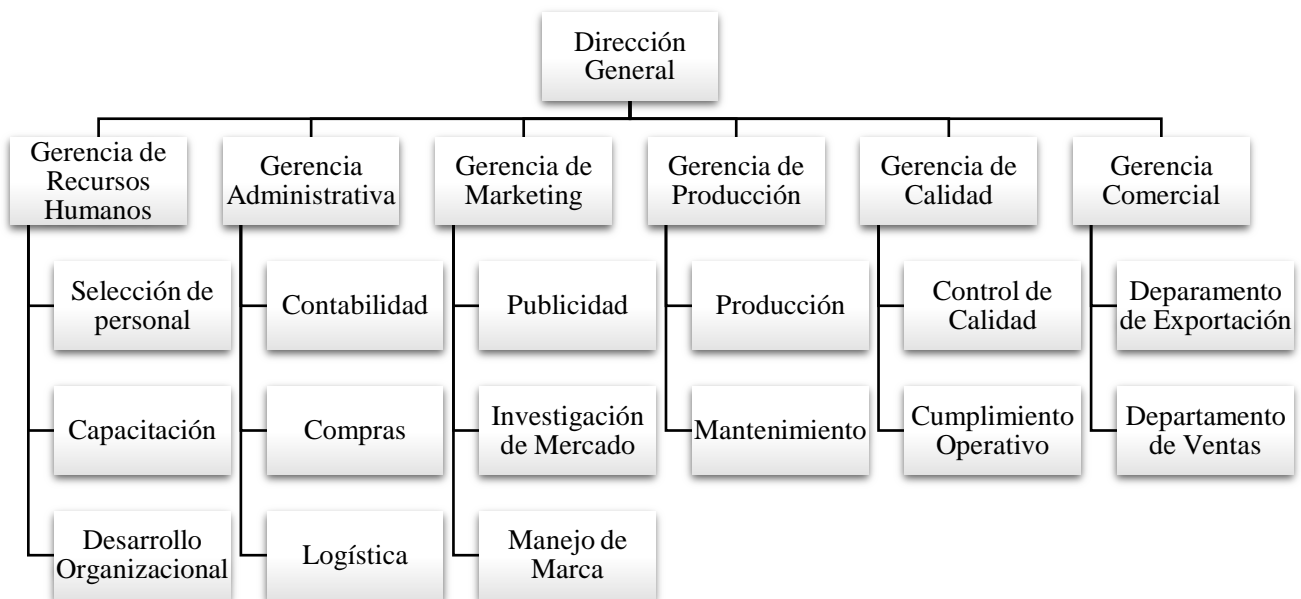 Dirección
General
Gerencia de
Recursos
Humanos
Gerencia
Administrativa
Gerencia de
Marketing
Gerencia de
Producción
Gerencia de
Calidad
Gerencia
Comercial
Selección de
personal
Contabilidad
Publicidad
Producción
Control de
Calidad
Deparamento
de Exportación
Capacitación
Compras
Investigación
de Mercado
Mantenimiento
Cumplimiento
Operativo
Departamento
de Ventas
Desarrollo
Organizacional
Logística
Manejo de
Marca